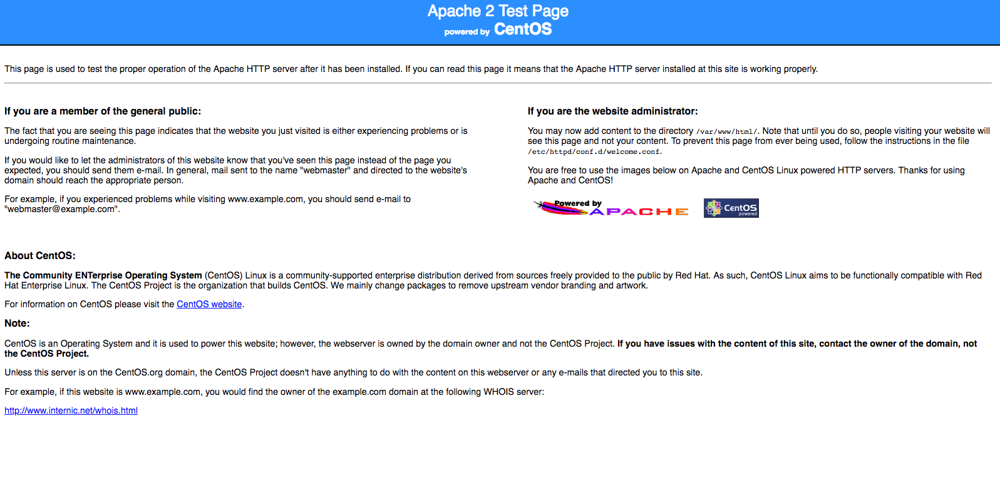 Apache 2 Test Page
powered by CentOS
This page is used to test the proper operation of the Apache HTTP server after it has been installed. If you can read this page it means that the Apache HTTP server installed at this site is working properly.
If you are a member of the general public:
The fact that you are seeing this page indicates that the website you just visited is either experiencing problems or is
undergoing routine maintenance.
If you would like to let the administrators of this website know that you've seen this page instead of the page you
expected, you should send them e-mail. In general, mail sent to the name "webmaster" and directed to the website's
domain should reach the appropriate person.
For example, if you experienced problems while visiting www.example.com, you should send e-mail to
"webmaster@example.com".
If you are the website administrator:
You may now add content to the directory /var/www/html/. Note that until you do so, people visiting your website will
see this page and not your content. To prevent this page from ever being used, follow the instructions in the file
/etc/httpd/conf.d/welcome.conf.
You are free to use the images below on Apache and CentOS Linux powered HTTP servers. Thanks for using
Apache and CentOS!
Powered by
APACHE
CentOS
powered
About CentOS:
The Community ENTerprise Operating System (CentOS) Linux is a community-supported enterprise distribution derived from sources freely provided to the public by Red Hat. As such, CentOS Linux aims to be functionally compatible with Red
Hat Enterprise Linux. The CentOS Project is the organization that builds CentOS. We mainly change packages to remove upstream vendor branding and artwork.
For information on CentOS please visit the CentOS website.
Note:
CentOS is an Operating System and it is used to power this website; however, the webserver is owned by the domain owner and not the CentOS Project. If you have issues with the content of this site, contact the owner of the domain, not
the CentOS Project.
Unless this server is on the CentOS.org domain, the CentOS Project doesn't have anything to do with the content on this webserver or any e-mails that directed you to this site.
For example, if this website is www.example.com, you would find the owner of the example.com domain at the following WHOIS server:
http://www.internic.net/whois.html